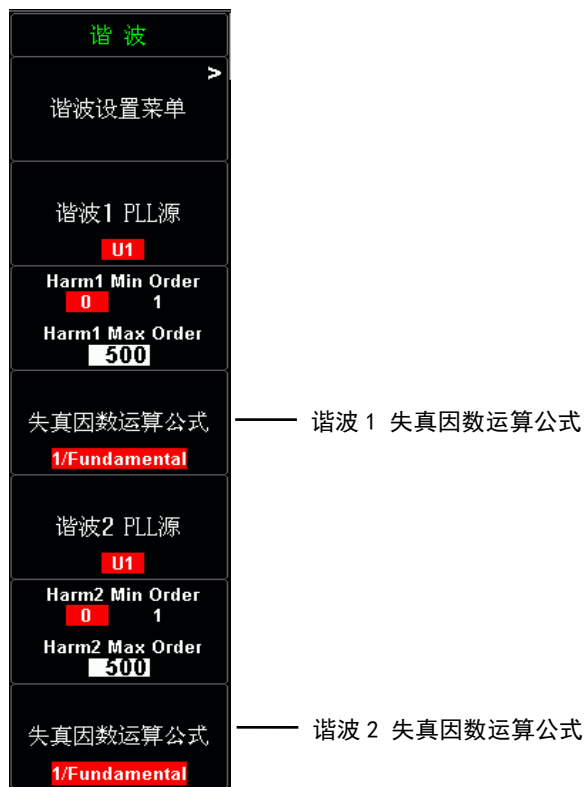 谐 波
>
谐波设置菜单
谐波1 PLL源
U1
Harm1 Min Order
0 1
Harm1 Max Order
500
失真因数运算公式 谐波 1 失真因数运算公式
1/Fundamental
谐波2 PLL源
U1
Harm2 Min Order
0 1
Harm2 Max Order
500
失真因数运算公式 谐波 2 失真因数运算公式
1/Fundamental